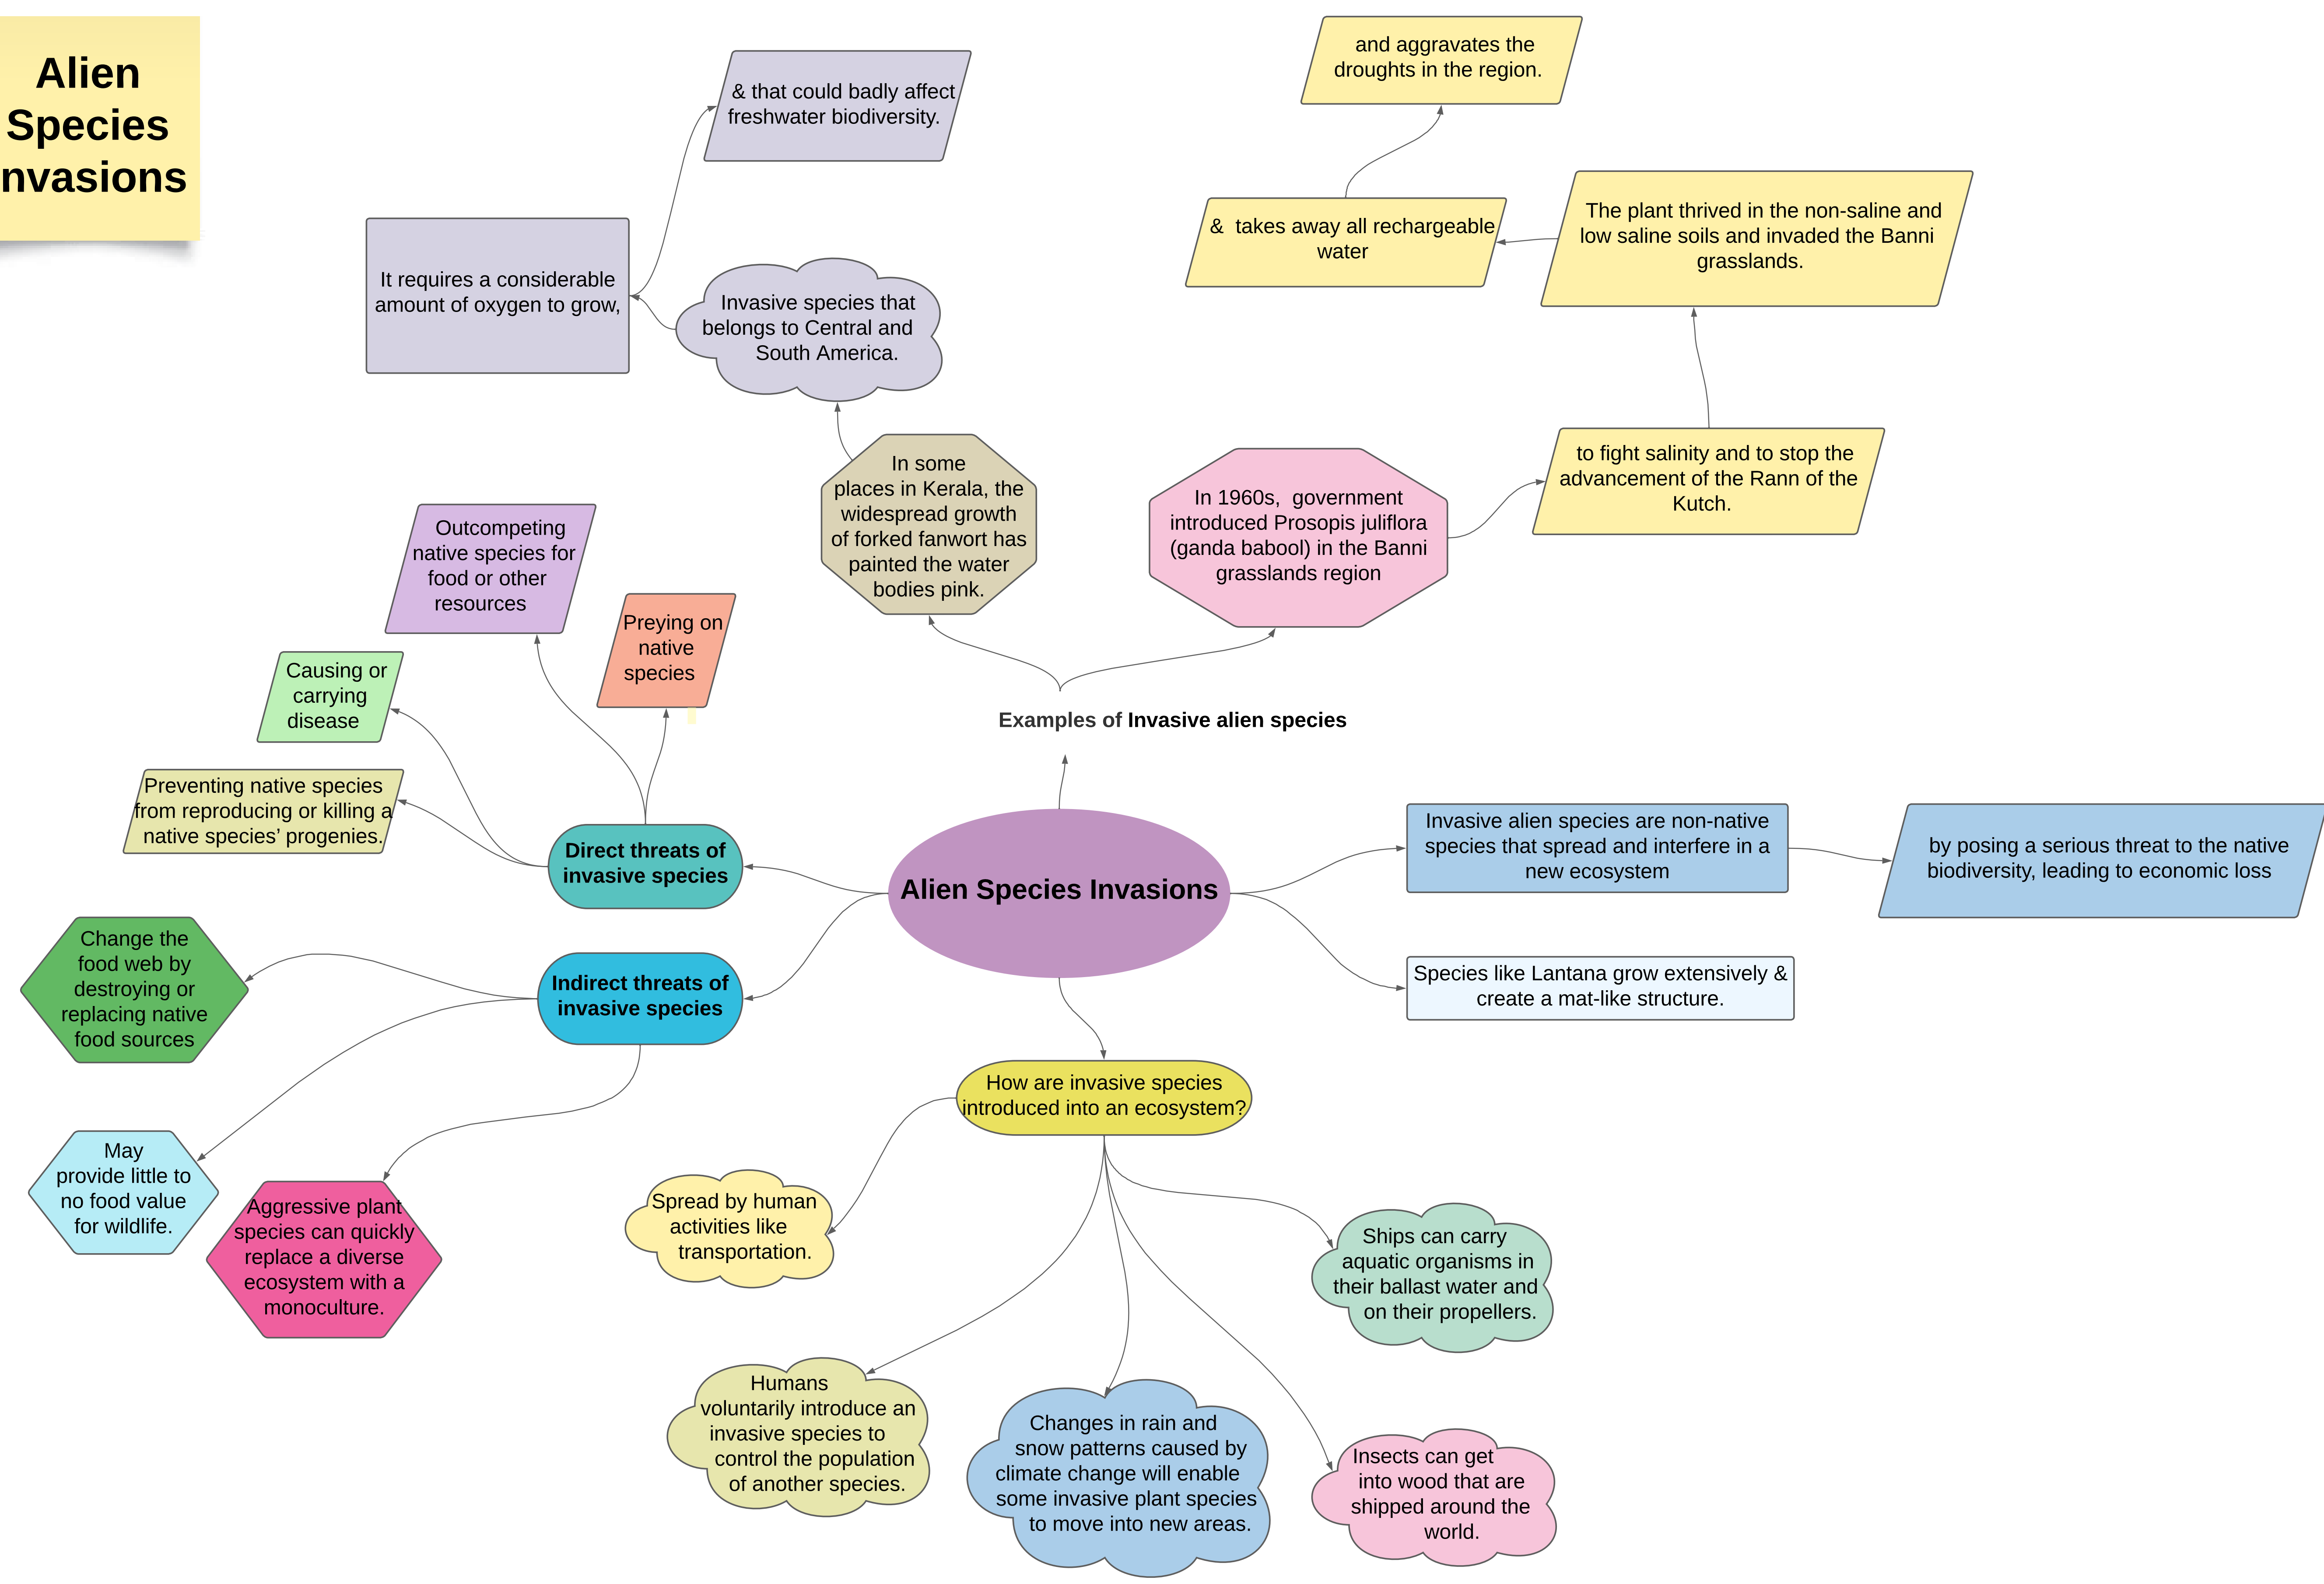 Alien
Species
nvasions
& that could badly affect
freshwater biodiversity.
and aggravates the
droughts in the region.
& takes away all rechargeable
water
The plant thrived in the non-saline and
low saline soils and invaded the Banni
grasslands.
It requires a considerable
amount of oxygen to grow,
Invasive species that
belongs to Central and
South America.
In some
places in Kerala, the
widespread growth
of forked fanwort has
painted the water
bodies pink.
In 1960s, government
introduced Prosopis juliflora
(ganda babool) in the Banni
grasslands region
to fight salinity and to stop the
advancement of the Rann of the
Kutch.
Outcompeting
native species for
food or other
resources
Preying on
native
species
Causing or
carrying
disease
Preventing native species
from reproducing or killing a
native species’ progenies.
Examples of Invasive alien species
Direct threats of
invasive species
Alien Species Invasions
Invasive alien species are non-native
species that spread and interfere in a
new ecosystem
by posing a serious threat to the native
biodiversity, leading to economic loss
Change the
food web by
destroying or
replacing native
food sources
Indirect threats of
invasive species
Species like Lantana grow extensively &
create a mat-like structure.
How are invasive species
introduced into an ecosystem?
May
provide little to
no food value
for wildlife.
Aggressive plant
species can quickly
replace a diverse
ecosystem with a
monoculture.
Spread by human
activities like
transportation.
Ships can carry
aquatic organisms in
their ballast water and
on their propellers.
Humans
voluntarily introduce an
invasive species to
control the population
of another species.
Changes in rain and
snow patterns caused by
climate change will enable
some invasive plant species
to move into new areas.
Insects can get
into wood that are
shipped around the
world.